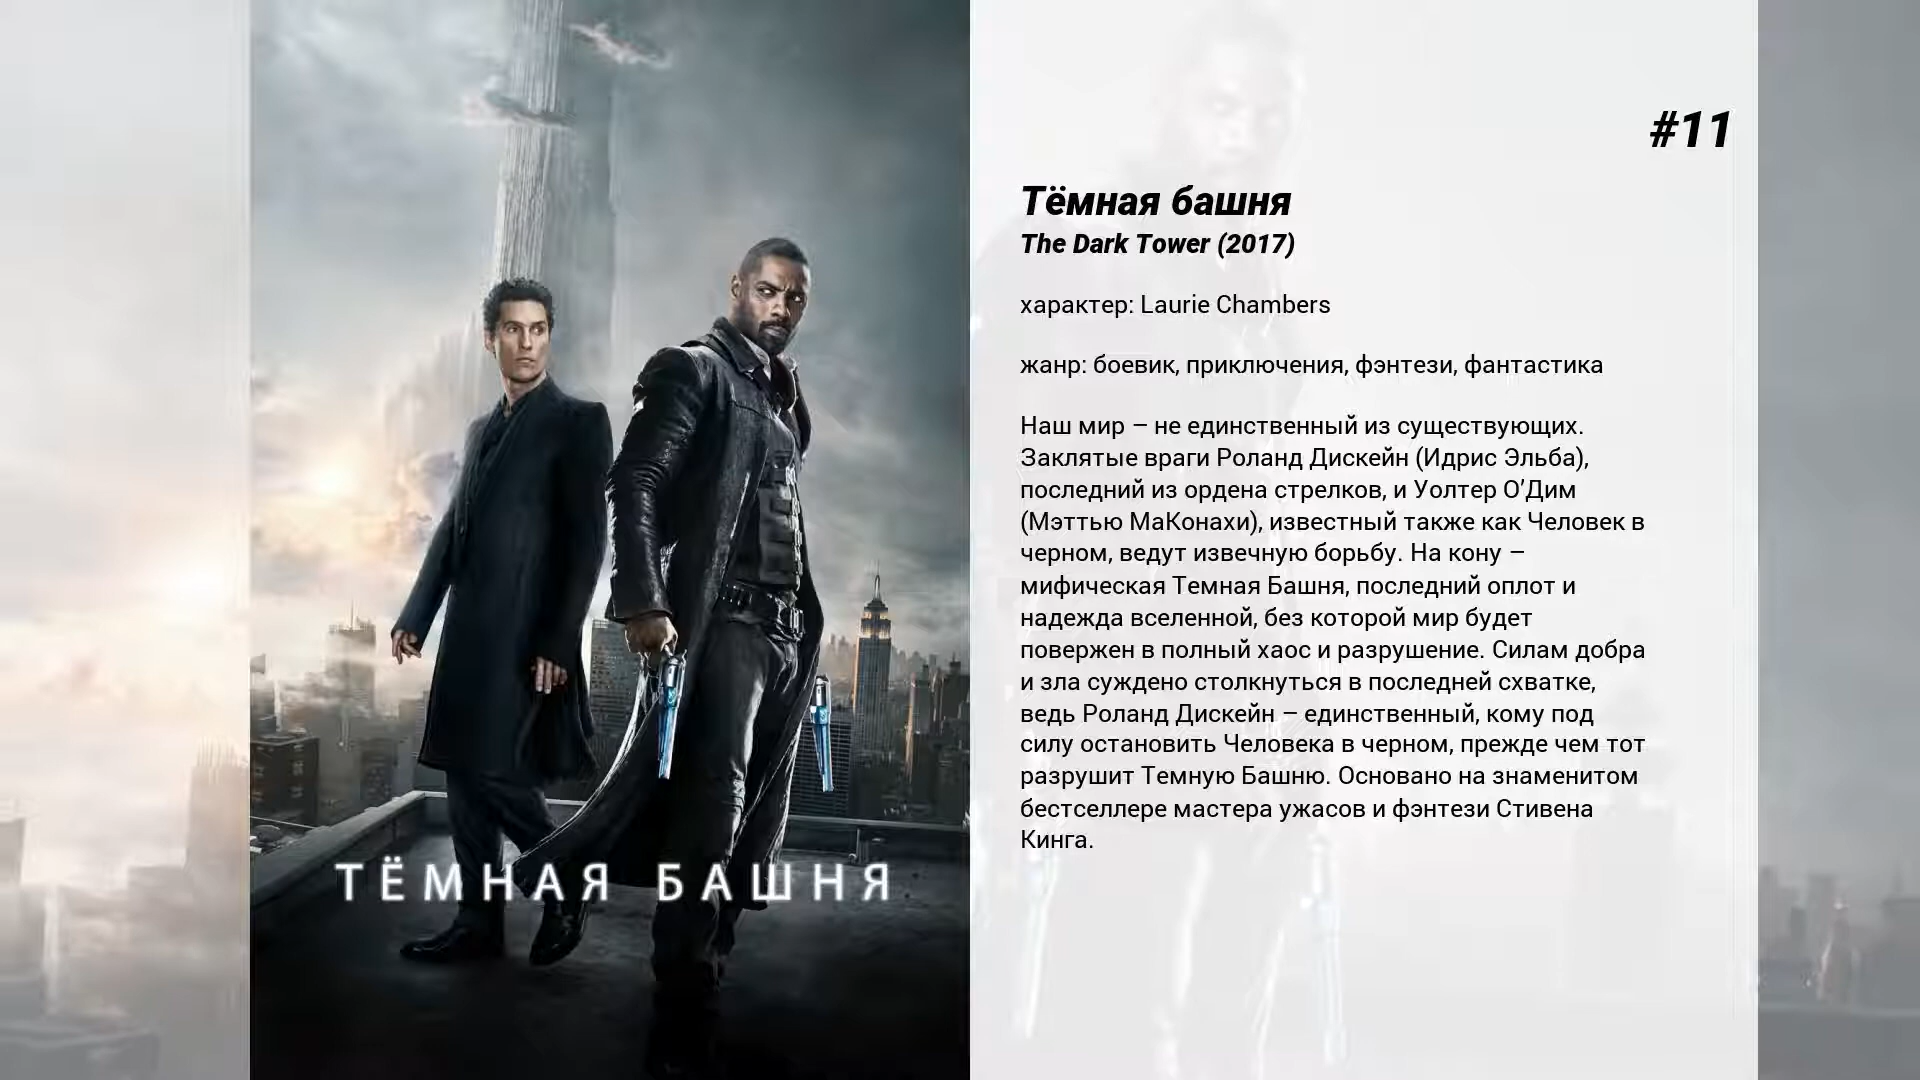 ТЁМНАЯ БАШНЯ
#11
Тёмная башня
The Dark Tower (2017)
характер: Laurie Chambers
жанр: боевик, приключения, фэнтези, фантастика
Наш мир – не единственный из существующих.
Заклятые враги Роланд Дискейн (Идрис Эльба),
последний из ордена стрелков, и Уолтер О’Дим
(Мэттью МаКонахи), известный также как Человек в
черном, ведут извечную борьбу. На кону –
мифическая Темная Башня, последний оплот и
надежда вселенной, без которой мир будет
повержен в полный хаос и разрушение. Силам добра
и зла суждено столкнуться в последней схватке,
ведь Роланд Дискейн – единственный, кому под
силу остановить Человека в черном, прежде чем тот
разрушит Темную Башню. Основано на знаменитом
бестселлере мастера ужасов и фэнтези Стивена
Кинга.